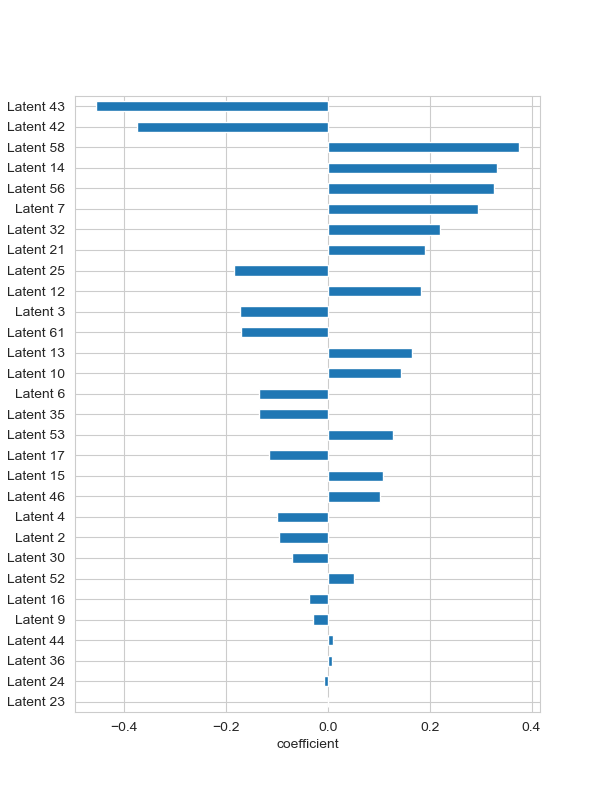 Latent 43
Latent 42
Latent 58
Latent 14
Latent 56
Latent 7
Latent 32
Latent 21
Latent 25
Latent 12
Latent 3
Latent 61
Latent 13
Latent 10
Latent 6
Latent 35
Latent 53
Latent 17
Latent 15
Latent 46
Latent 4
Latent 2
Latent 30
Latent 52
Latent 16
Latent 9
Latent 44
Latent 36
Latent 24
Latent 23
−0.4 −0.2 0.0 0.2 0.4
coefficient